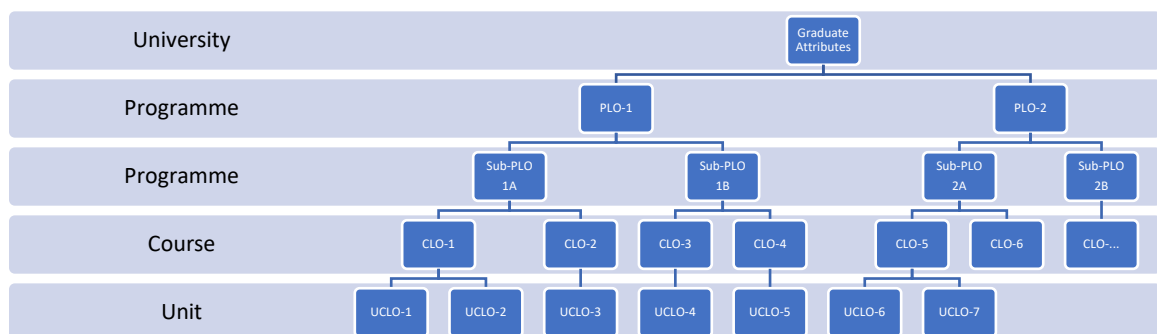 University
Graduate
Attributes
Programme
PLO-1
PLO-2
Programme
Sub-PLO
1A
Sub-PLO
1B
Sub-PLO
2A
Sub-PLO
2B
Course
CLO-1
CLO-2
CLO-3
CLO-4
CLO-5
CLO-6
CLO-...
Unit
UCLO-1
UCLO-2
UCLO-3
UCLO-4
UCLO-5
UCLO-6
UCLO-7